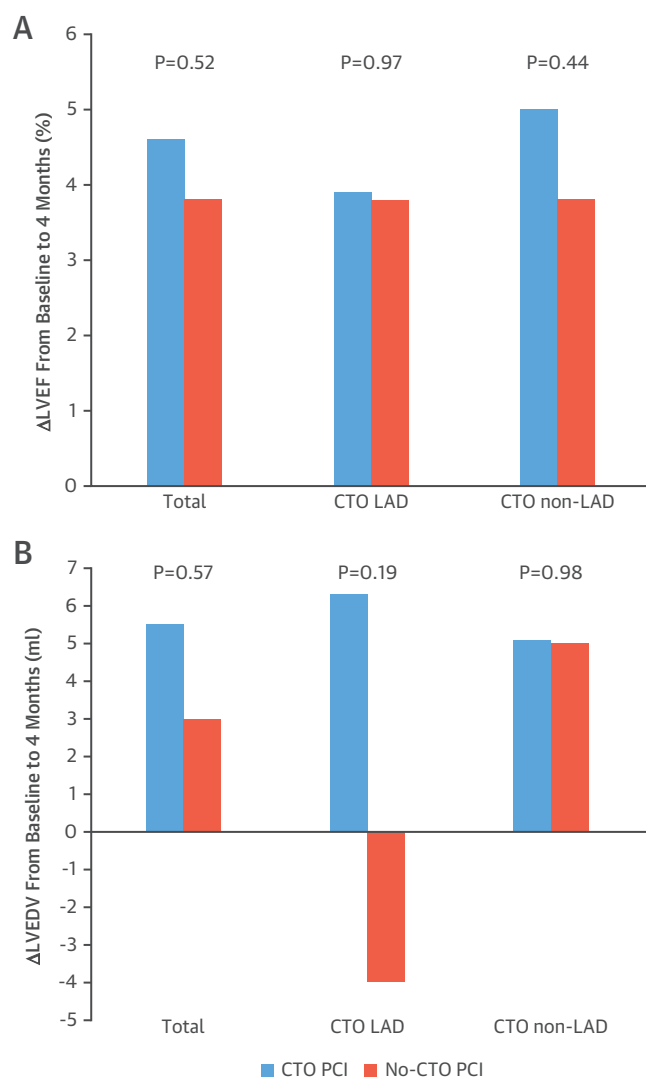 A
ΔLVEF From Baseline to 4 Months (%)
6
5
4
3
2
1
0
P=0.52 P=0.97 P=0.44
Total CTO LAD CTO non-LAD
B
ΔLVEDV From Baseline to 4 Months (ml)
7
6
5
4
3
2
1
0
-1
-2
-3
-4
-5
P=0.57 P=0.19 P=0.98
Total CTO LAD CTO non-LAD
CTO PCI No-CTO PCI